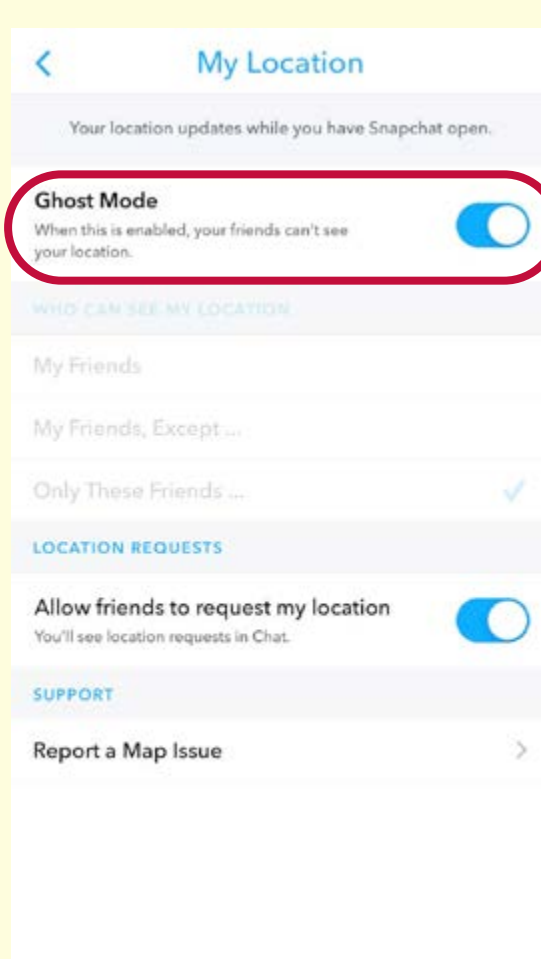 My Location
Your location updates while you have Snapchat open.
Ghost Mode
When this is enabled, your friends can't see
your location.
WHO CAN SEE MY LOCATION
My Friends
My Friends, Except ...
Only These Friends ...
LOCATION REQUESTS
Allow friends to request my location
You'll see location requests in Chat.
SUPPORT
Report a Map Issue